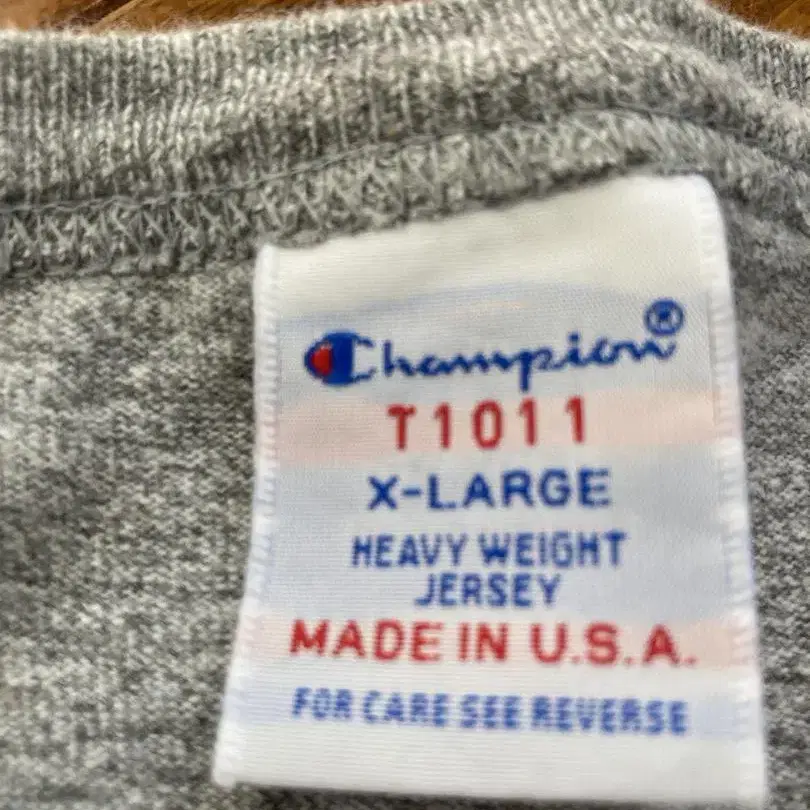 Champion®
T1011
X-LARGE
HEAVY WEIGHT
JERSEY
MADE IN U.S.A.
FOR CARE SEE REVERSE